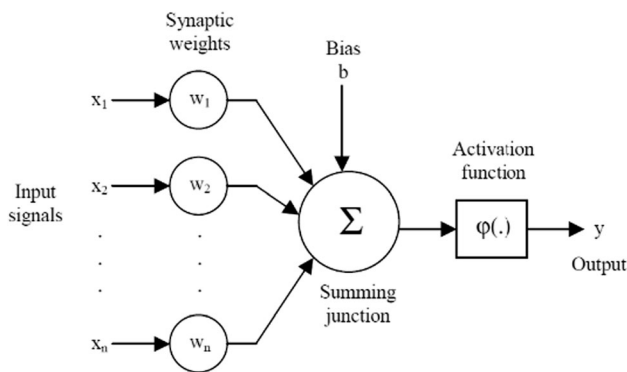 Synaptic
weights
Bias
b
x₁
w₁
Activation
function
Input
signals
x₂
w₂
Σ
φ(.)
y
Output
. .
. .
. .
Summing
junction
xₙ
wₙ